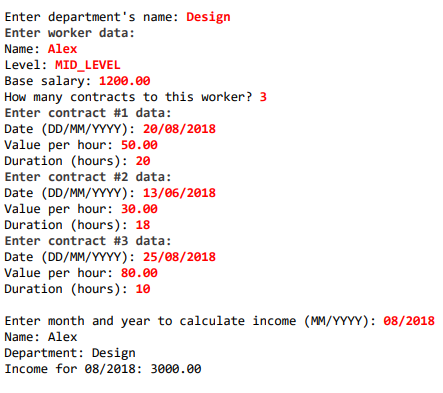 Enter department's name: Design
Enter worker data:
Name: Alex
Level: MID_LEVEL
Base salary: 1200.00
How many contracts to this worker? 3
Enter contract #1 data:
Date (DD/MM/YYYY): 20/08/2018
Value per hour: 50.00
Duration (hours): 20
Enter contract #2 data:
Date (DD/MM/YYYY): 13/06/2018
Value per hour: 30.00
Duration (hours): 18
Enter contract #3 data:
Date (DD/MM/YYYY): 25/08/2018
Value per hour: 80.00
Duration (hours): 10
Enter month and year to calculate income (MM/YYYY): 08/2018
Name: Alex
Department: Design
Income for 08/2018: 3000.00